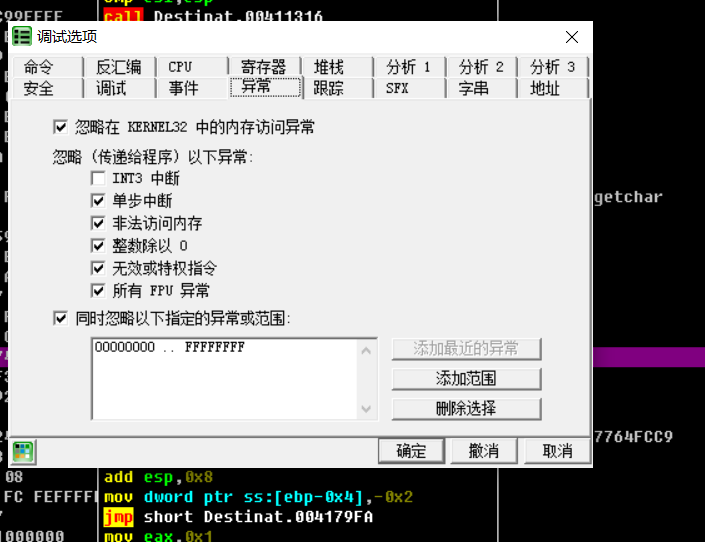 C99FFEFF
call Destinat.00411316
调试选项
命令 反汇编 CPU 寄存器 堆栈 分析 1 分析 2 分析 3
安全 调试 事件 异常 跟踪 SFX 字串 地址
忽略在 KERNEL32 中的内存访问异常
忽略（传递给程序）以下异常:
INT3 中断
单步中断
getchar
非法访问内存
整数除以 0
无效或特权指令
所有 FPU 异常
同时忽略以下指定的异常或范围:
00000000 .. FFFFFFFF
添加最近的异常
添加范围
删除选择
7764FCC9
确定 撤消 取消
08 add esp,0x8
FC FEFFFF mov dword ptr ss:[ebp-0x4],-0x2
jmp short Destinat.004179FA
1000000 mov eax,0x1